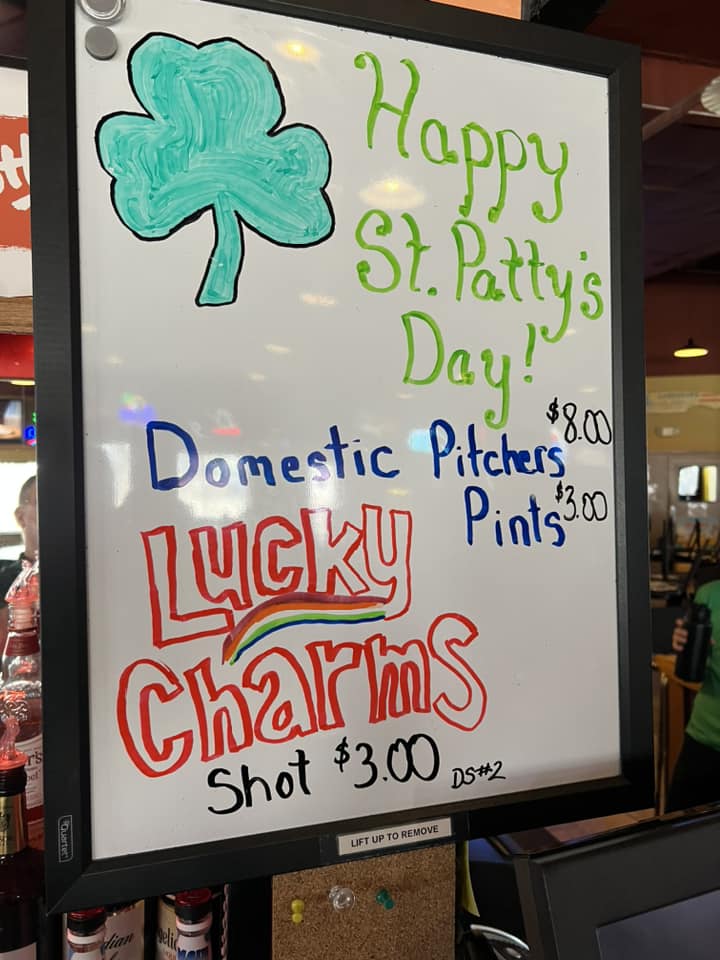 Happy
St. Patty's
Day!
Domestic Pitchers $8.00
Pints $3.00
Lucky
Charms
Shot $3.00 DS#2
Quartet
LIFT UP TO REMOVE